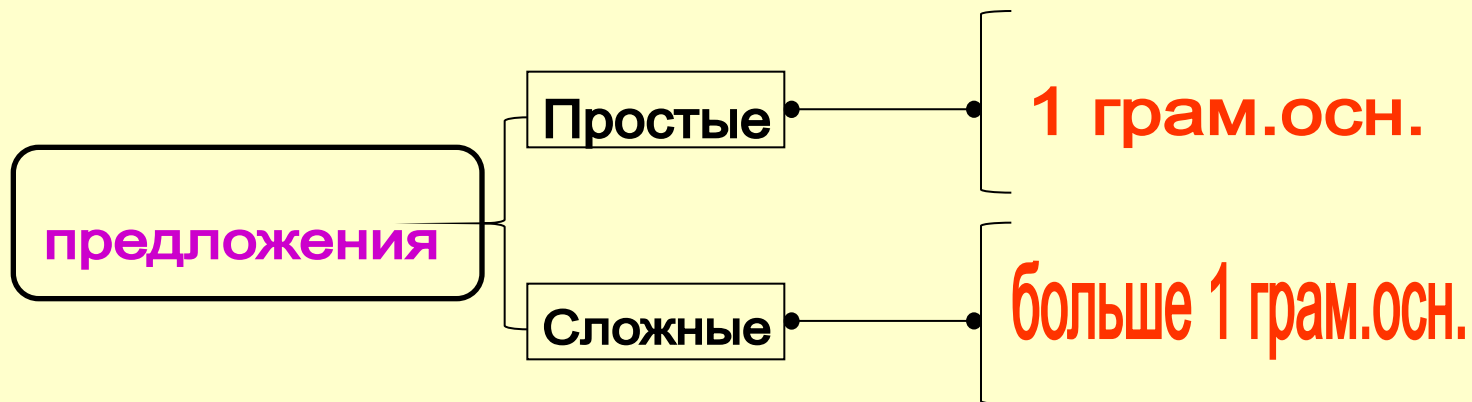 предложения
Простые
1 грам.осн.
Сложные
больше 1 грам.осн.